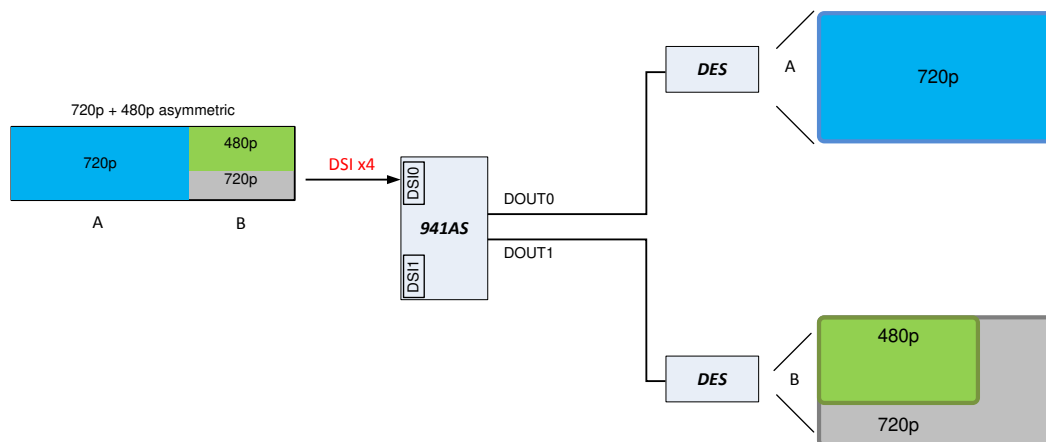 720p + 480p asymmetric
720p
480p
720p
A
B
DSI x4
DSI0
941AS
DSI1
DOUT0
DOUT1
DES
A
720p
DES
B
480p
720p